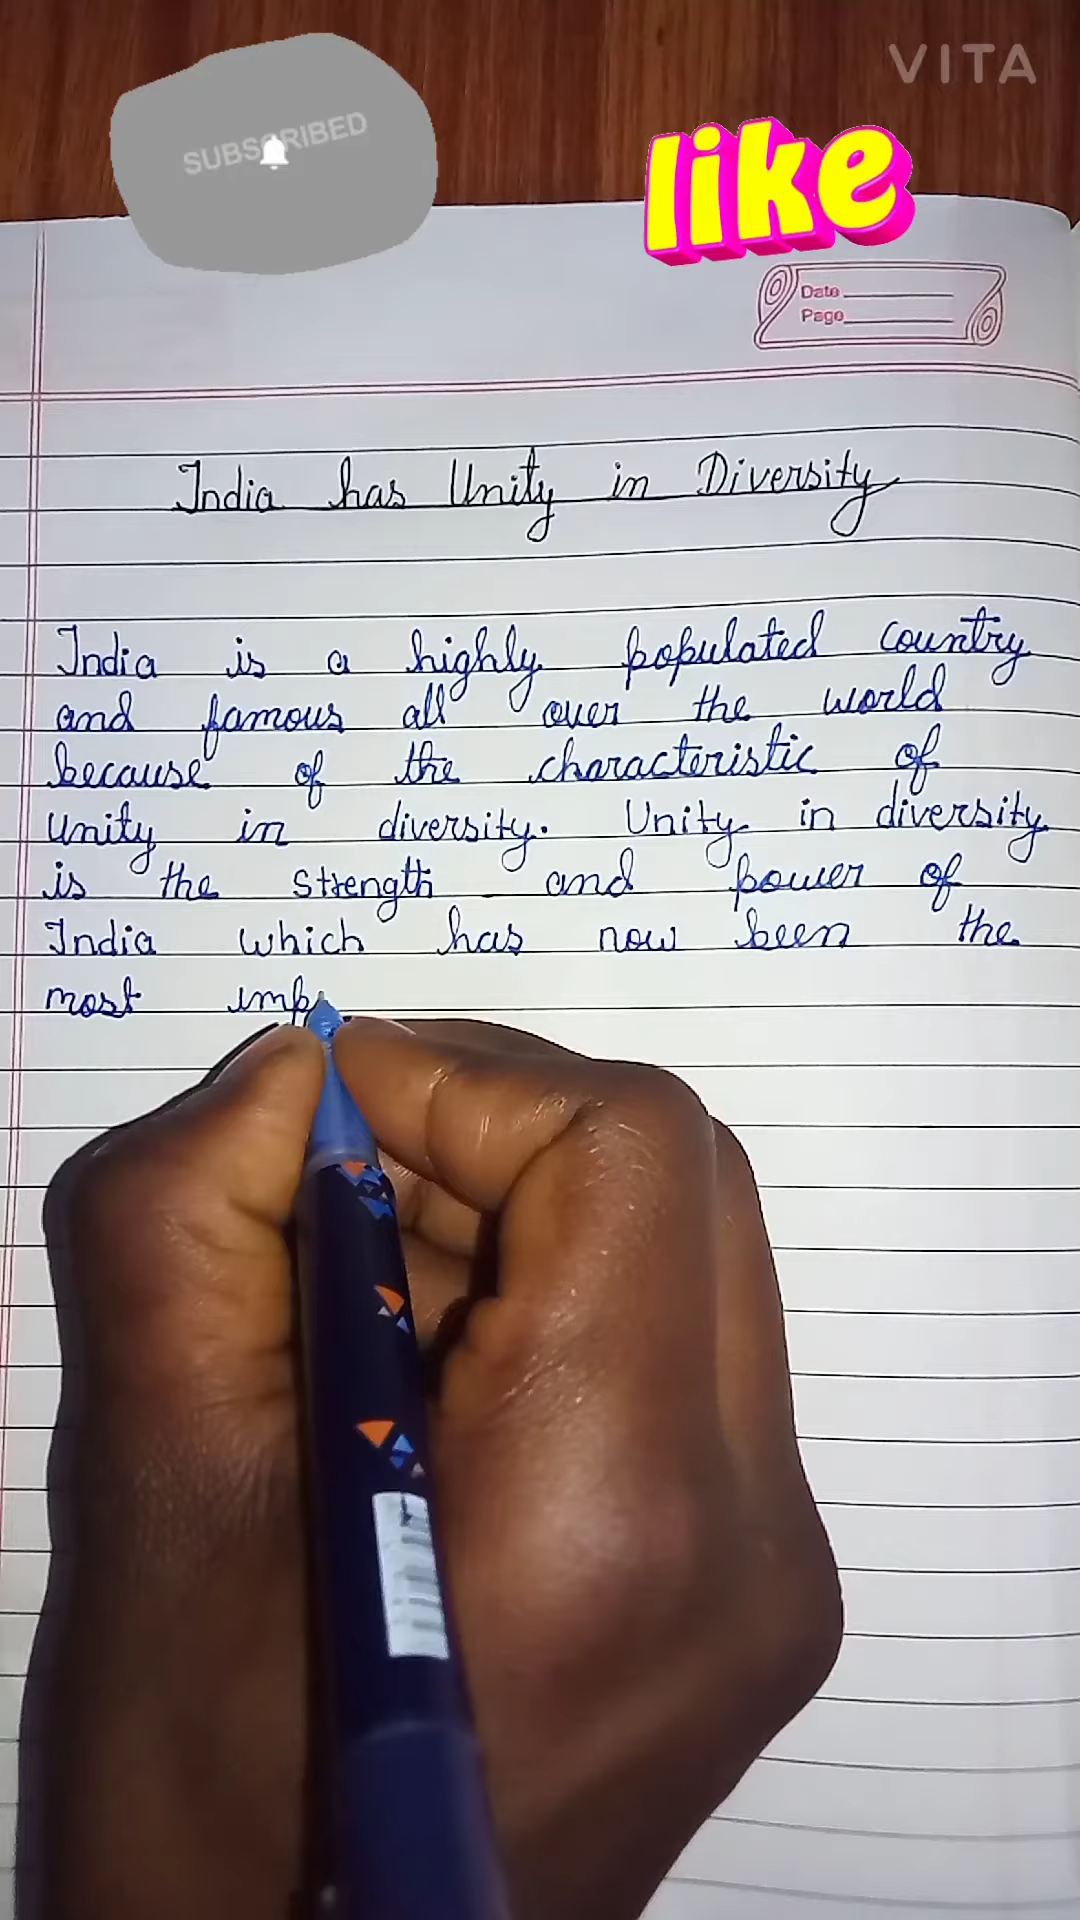 VITA
SUBSCRIBED
like
Date
Page
India has Unity in Diversity
India is a highly populated country
and famous all over the world
because of the characteristic of
Unity in diversity. Unity in diversity
is the strength and power of
India which has now been the
most imp